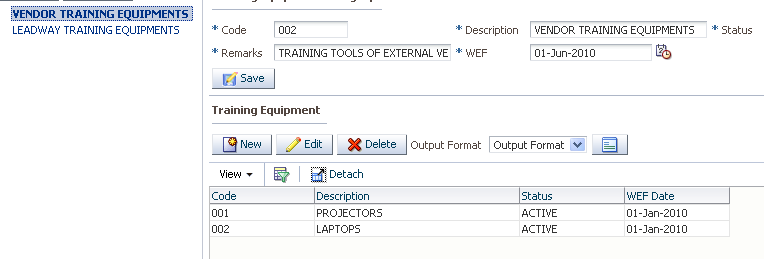 VENDOR TRAINING EQUIPMENTS
LEADWAY TRAINING EQUIPMENTS
* Code 002 * Description VENDOR TRAINING EQUIPMENTS * Status
* Remarks TRAINING TOOLS OF EXTERNAL VE * WEF 01-Jun-2010
Save
Training Equipment
New Edit Delete Output Format Output Format
View Detach
Code Description Status WEF Date
001 PROJECTORS ACTIVE 01-Jan-2010
002 LAPTOPS ACTIVE 01-Jan-2010